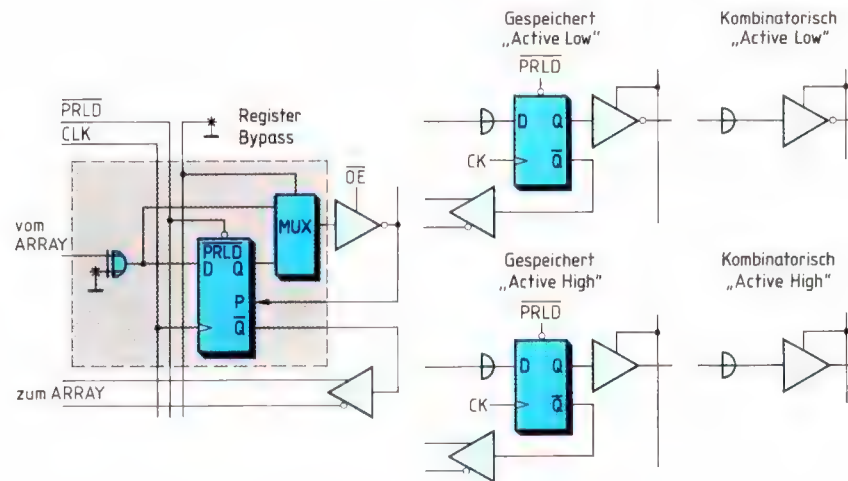 PRLD
CLK
Register
Bypass
OE
vom
ARRAY
MUX
PRLD
D Q
P
Q
zum ARRAY
Gespeichert
„Active Low"
PRLD
D Q
CK
Q
Kombinatorisch
„Active Low"
Gespeichert
„Active High"
PRLD
D Q
CK
Q
Kombinatorisch
„Active High"